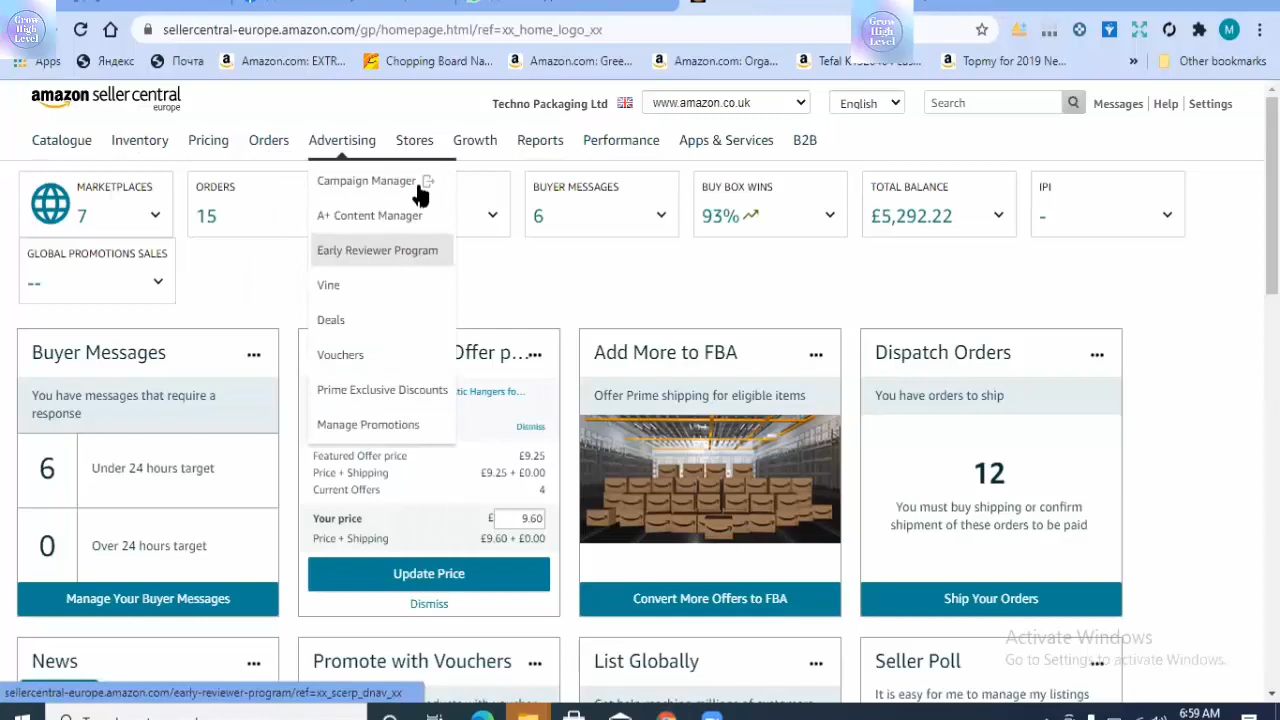 Grow
High
Level
sellercentral-europe.amazon.com/gp/homepage.html/ref=xx_home_logo_xx
Grow
High
Level
M
Apps
Яндекс
Почта
Amazon.com: EXTR...
Chopping Board Na...
Amazon.com: Gree...
Amazon.com: Orga...
Topmy for 2019 Ne...
»
Other bookmarks
amazon seller central
europe
Techno Packaging Ltd
www.amazon.co.uk
English
Search
Messages | Help | Settings
Catalogue Inventory Pricing Orders Advertising Stores Growth Reports Performance Apps & Services B2B
MARKETPLACES
7
ORDERS
15
BUYER MESSAGES
6
BUY BOX WINS
93%
TOTAL BALANCE
£5,292.22
IPI
-
GLOBAL PROMOTIONS SALES
--
Campaign Manager
A+ Content Manager
Early Reviewer Program
Vine
Deals
Vouchers
Prime Exclusive Discounts
Manage Promotions
Buyer Messages
You have messages that require a
response
6 Under 24 hours target
0 Over 24 hours target
Manage Your Buyer Messages
Offer p...
tic Hangers fo...
Dismiss
Featured Offer price £9.25
Price + Shipping £9.25 + £0.00
Current Offers 4
Your price £ 9.60
Price + Shipping £9.60 + £0.00
Update Price
Dismiss
Add More to FBA
Offer Prime shipping for eligible items
Convert More Offers to FBA
Dispatch Orders
You have orders to ship
12
You must buy shipping or confirm
shipment of these orders to be paid
Ship Your Orders
Activate Windows
Go to Settings to activate Windows.
News
Promote with Vouchers
List Globally
Seller Poll
It is easy for me to manage my listings
sellercentral-europe.amazon.com/early-reviewer-program/ref=xx_scerp_dnav_xx
6:59 AM